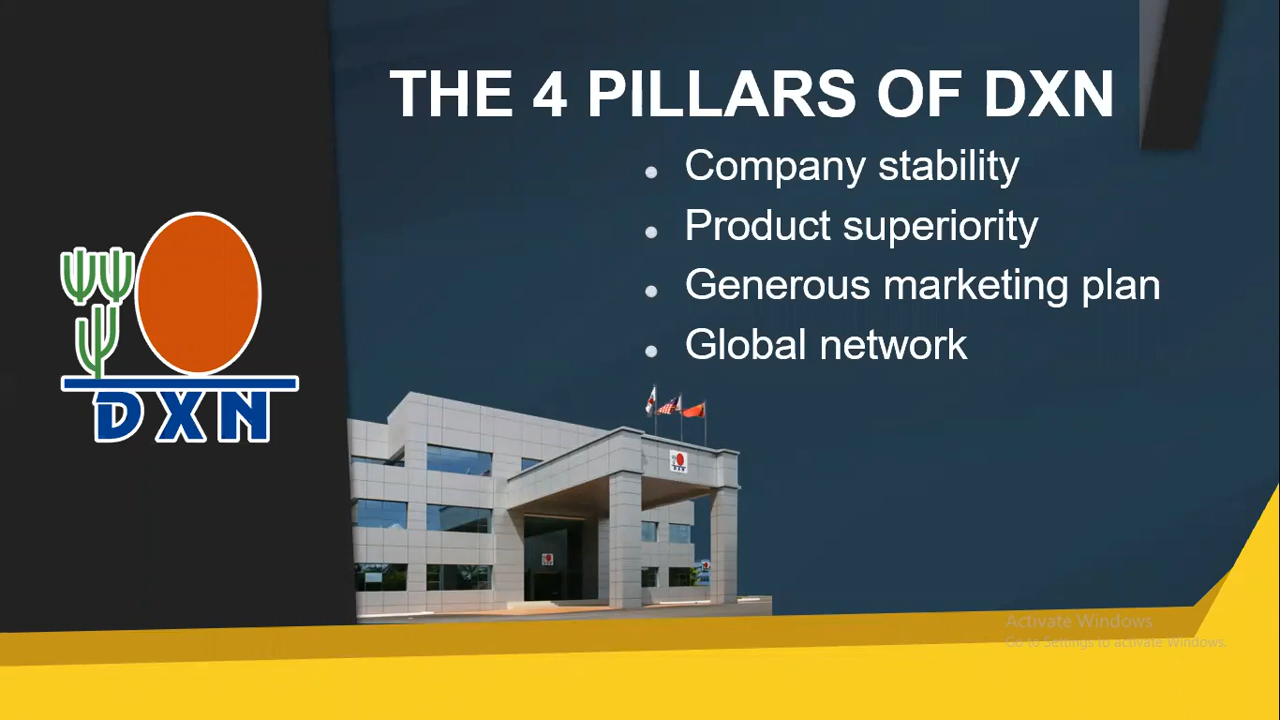 THE 4 PILLARS OF DXN
Company stability
Product superiority
Generous marketing plan
Global network
DXN
Activate Windows
Go to Settings to activate Windows.